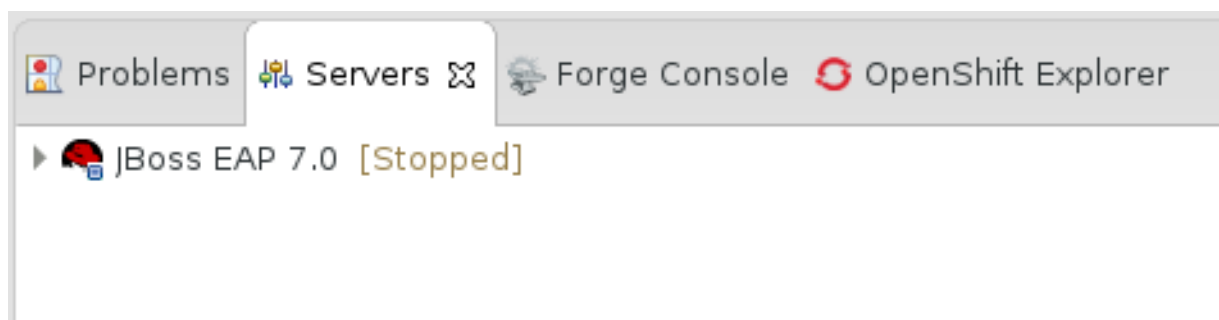 Problems Servers Forge Console OpenShift Explorer
JBoss EAP 7.0 [Stopped]